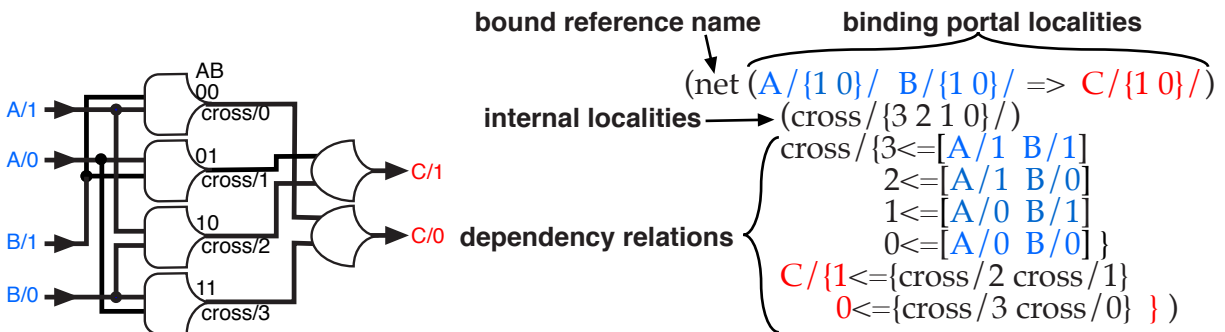 bound reference name
binding portal localities
(net (A/{1 0}/ B/{1 0}/ => C/{1 0}/)
internal localities
(cross/{3 2 1 0}/)
dependency relations
cross/{3<=[A/1 B/1]
2<=[A/1 B/0]
1<=[A/0 B/1]
0<=[A/0 B/0] }
C/{1<={cross/2 cross/1}
0<={cross/3 cross/0} } )
A/1
A/0
B/1
B/0
AB
00
cross/0
01
cross/1
10
cross/2
11
cross/3
C/1
C/0